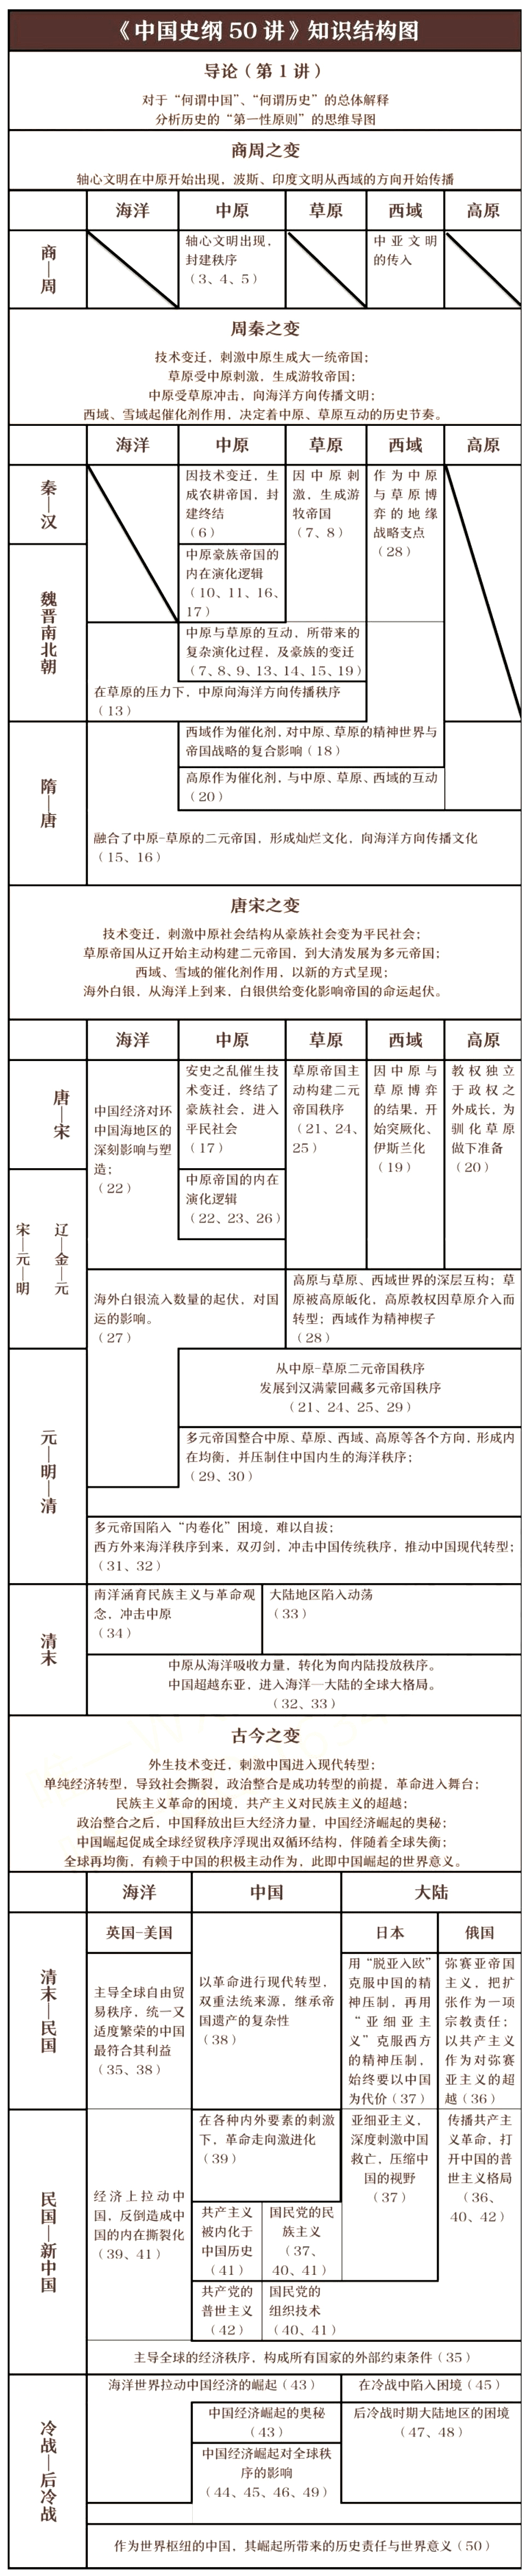 《中国史纲50讲》知识结构图
导论（第1讲）
对于“何谓中国”、“何谓历史”的总体解释
分析历史的“第一性原则”的思维导图
商周之变
轴心文明在中原开始出现，波斯、印度文明从西域的方向开始传播
海洋 中原 草原 西域 高原
商—周
轴心文明出现，
封建秩序
（3、4、5）
中亚文明
的传入
周秦之变
技术变迁，刺激中原生成大一统帝国；
草原受中原刺激，生成游牧帝国；
中原受草原冲击，向海洋方向传播文明；
西域、雪域起催化剂作用，决定着中原、草原互动的历史节奏。
海洋 中原 草原 西域 高原
秦—汉
因技术变迁，生
成农耕帝国，封
建终结
（6）
因中原刺
激，生成游
牧帝国
（7、8）
作为中原
与草原博
弈的地缘
战略支点
（28）
魏晋南北朝
中原豪族帝国的
内在演化逻辑
（10、11、16、
17）
中原与草原的互动，所带来的
复杂演化过程，及豪族的变迁
（7、8、9、13、14、15、19）
在草原的压力下，中原向海洋方向传播秩序
（13）
隋—唐
西域作为催化剂，对中原、草原的精神世界与
帝国战略的复合影响（18）
高原作为催化剂，与中原、草原、西域的互动
（20）
融合了中原-草原的二元帝国，形成灿烂文化，向海洋方向传播文化
（15、16）
唐宋之变
技术变迁，刺激中原社会结构从豪族社会变为平民社会；
草原帝国从辽开始主动构建二元帝国，到大清发展为多元帝国；
西域、雪域的催化剂作用，以新的方式呈现；
海外白银，从海洋上到来，白银供给变化影响帝国的命运起伏。
海洋 中原 草原 西域 高原
唐—宋
中国经济对环
中国海地区的
深刻影响与塑
造；
（22）
安史之乱催生技
术变迁，终结了
豪族社会，进入
平民社会
（17）
草原帝国主
动构建二元
帝国秩序
（21、24、
25）
因中原与
草原博弈
的结果，开
始突厥化、
伊斯兰化
（19）
教权独立
于政权之
外成长，为
驯化草原
做下准备
（20）
宋—元—明
辽—金—元
中原帝国的内在
演化逻辑
（22、23、26）
海外白银流入数量的起伏，对国
运的影响。
（27）
高原与草原、西域世界的深层互构；草
原被高原皈化，高原教权因草原介入而
转型；西域作为精神楔子
（28）
元—明—清
从中原-草原二元帝国秩序
发展到汉满蒙回藏多元帝国秩序
（21、24、25、29）
多元帝国整合中原、草原、西域、高原等各个方向，形成内
在均衡，并压制住中国内生的海洋秩序；
（29、30）
多元帝国陷入“内卷化”困境，难以自拔；
西方外来海洋秩序到来，双刃剑，冲击中国传统秩序，推动中国现代转型；
（31、32）
清末
南洋涵育民族主义与革命观
念，冲击中原
（34）
大陆地区陷入动荡
（33）
中原从海洋吸收力量，转化为向内陆投放秩序。
中国超越东亚，进入海洋—大陆的全球大格局。
（32、33）
古今之变
外生技术变迁，刺激中国进入现代转型；
单纯经济转型，导致社会撕裂，政治整合是成功转型的前提，革命进入舞台；
民族主义革命的困境，共产主义对民族主义的超越；
政治整合之后，中国释放出巨大经济力量，中国经济崛起的奥秘；
中国崛起促成全球经贸秩序浮现出双循环结构，伴随着全球失衡；
全球再均衡，有赖于中国的积极主动作为，此即中国崛起的世界意义。
海洋 中国 大陆
清末—民国
英国-美国
日本 俄国
主导全球自由贸
易秩序，统一又
适度繁荣的中国
最符合其利益
（35、38）
以革命进行现代转型，
双重法统来源，继承帝
国遗产的复杂性
（38）
用“脱亚入欧”
克服中国的精
神压制，再用
“亚细亚主
义”克服西方
的精神压制，
始终要以中国
为代价（37）
弥赛亚帝国
主义，把扩
张作为一项
宗教责任；
以共产主义
作为对弥赛
亚主义的超
越（36）
民国—新中国
经济上拉动中
国，反倒造成中
国的内在撕裂化
（39、41）
在各种内外要素的刺激
下，革命走向激进化
（39）
亚细亚主义，
深度刺激中国
救亡，压缩中
国的视野
（37）
传播共产主
义革命，打
开中国的普
世主义格局
（36、
40、42）
共产主义
被内化于
中国历史
（41）
国民党的民
族主义
（37、
40、41）
共产党的
普世主义
（42）
国民党的
组织技术
（40、41）
主导全球的经济秩序，构成所有国家的外部约束条件（35）
冷战—后冷战
海洋世界拉动中国经济的崛起（43）
在冷战中陷入困境（45）
中国经济崛起的奥秘
（43）
后冷战时期大陆地区的困境
（47、48）
中国经济崛起对全球秩
序的影响
（44、45、46、49）
作为世界枢纽的中国，其崛起所带来的历史责任与世界意义（50）